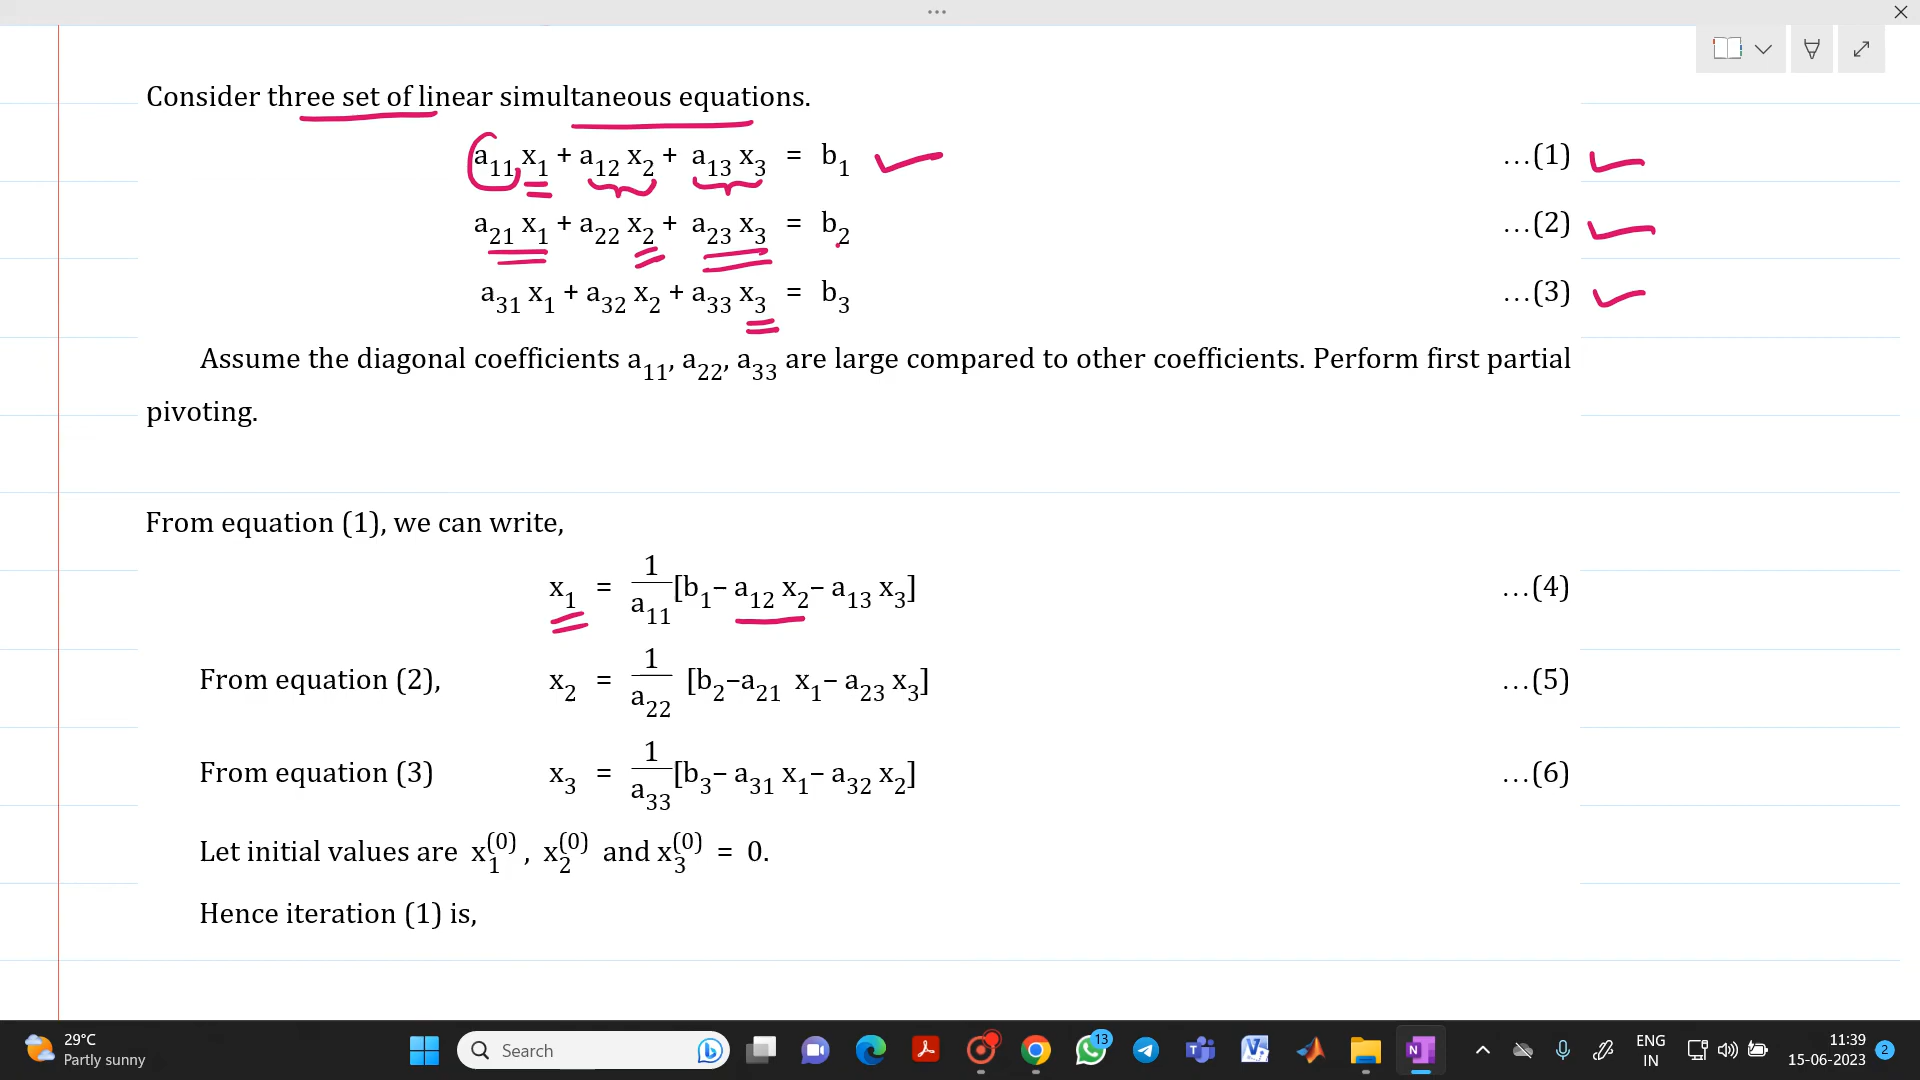 Consider three set of linear simultaneous equations.
a11 x1 + a12 x2 + a13 x3 = b1 …(1)
a21 x1 + a22 x2 + a23 x3 = b2 …(2)
a31 x1 + a32 x2 + a33 x3 = b3 …(3)
Assume the diagonal coefficients a11, a22, a33 are large compared to other coefficients. Perform first partial
pivoting.
From equation (1), we can write,
x1 = 1/a11 [b1– a12 x2– a13 x3] …(4)
From equation (2), x2 = 1/a22 [b2–a21 x1– a23 x3] …(5)
From equation (3) x3 = 1/a33 [b3– a31 x1– a32 x2] …(6)
Let initial values are x1^(0) , x2^(0) and x3^(0) = 0.
Hence iteration (1) is,
29°C
Partly sunny
Search
13
ENG
IN
11:39
15-06-2023
2